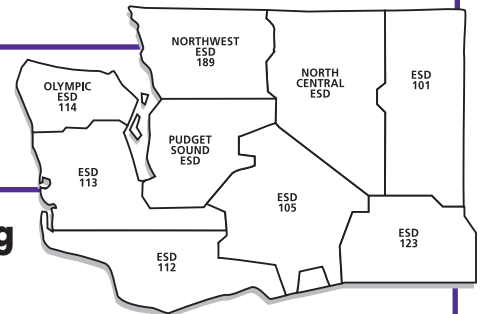 NORTHWEST
ESD
189
NORTH
CENTRAL
ESD
ESD
101
OLYMPIC
ESD
114
PUDGET
SOUND
ESD
ESD
113
ESD
105
ESD
123
ESD
112
g